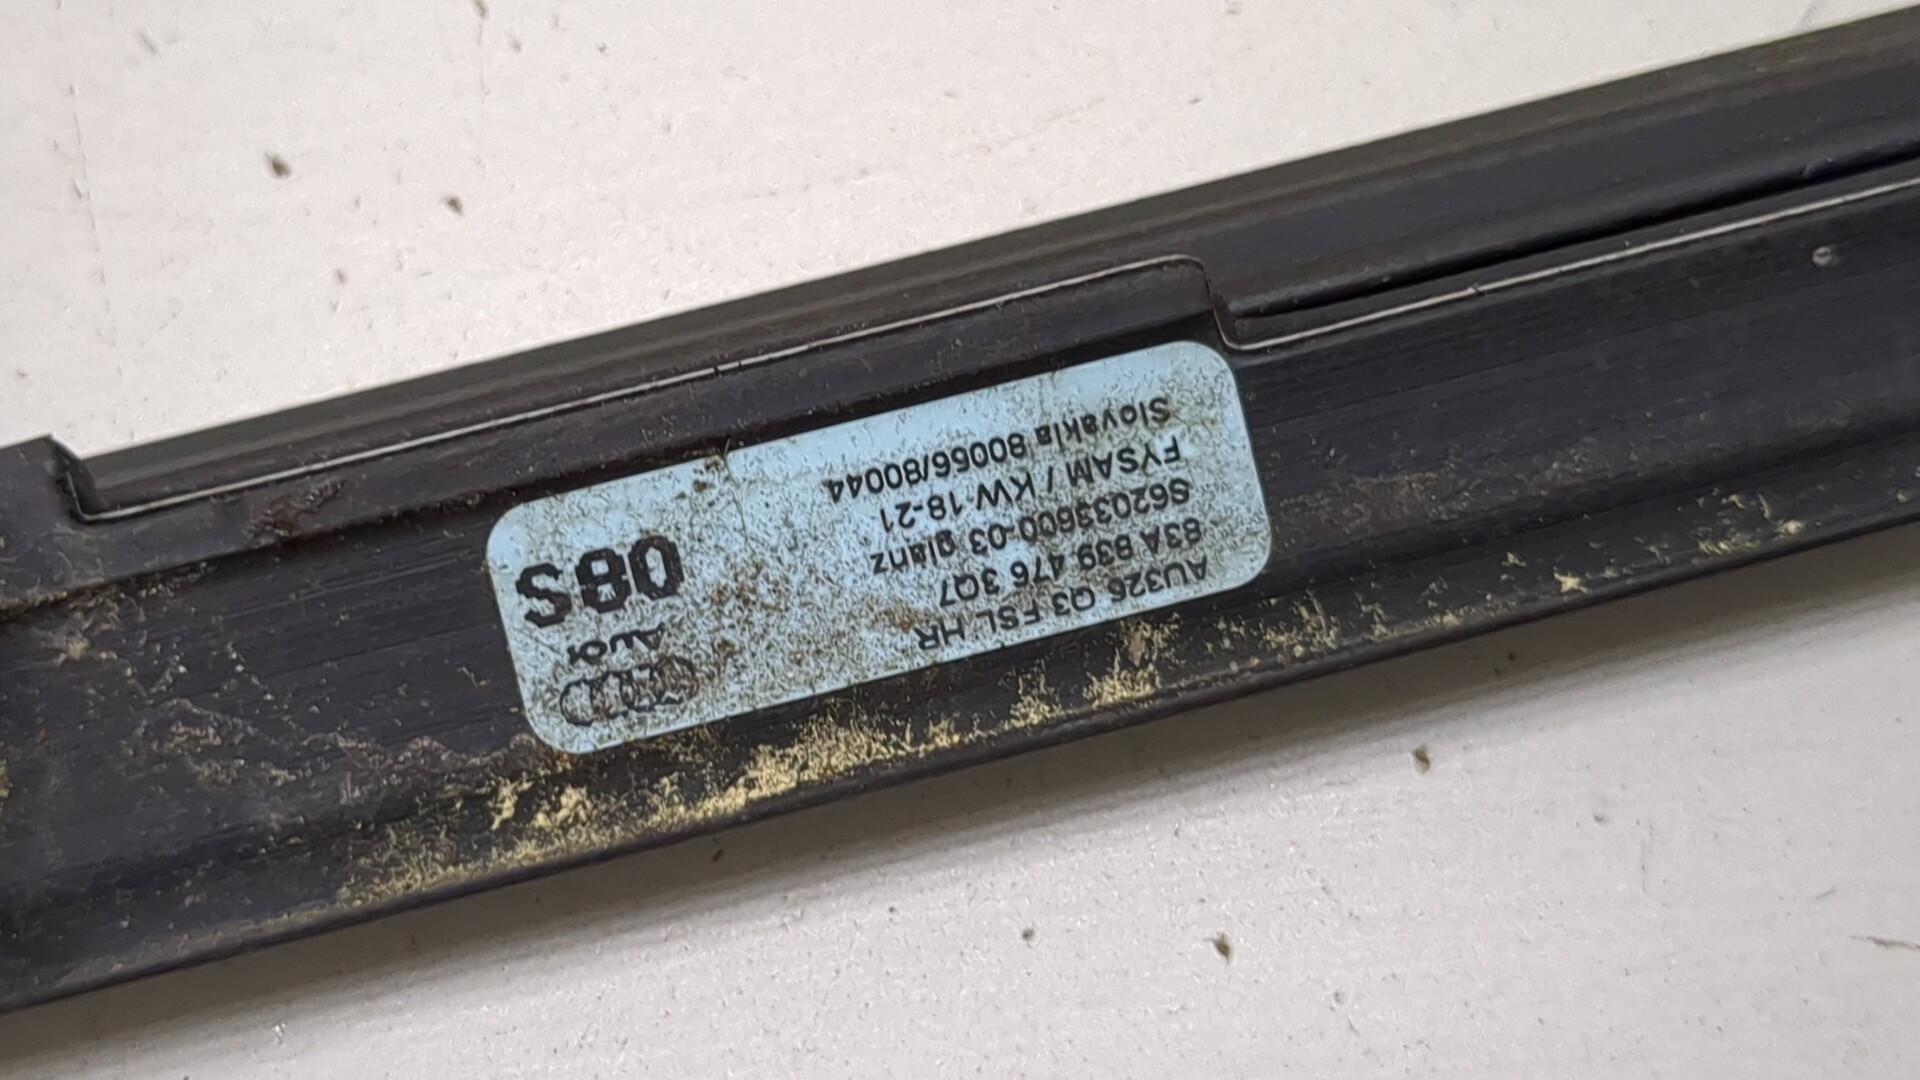 AU326 Q3 FSL HR
83A 839 476 3Q7
S62033600-03 glanz
FYSAM / KW 18-21
Slovakia 80066/80044
Audi
08S